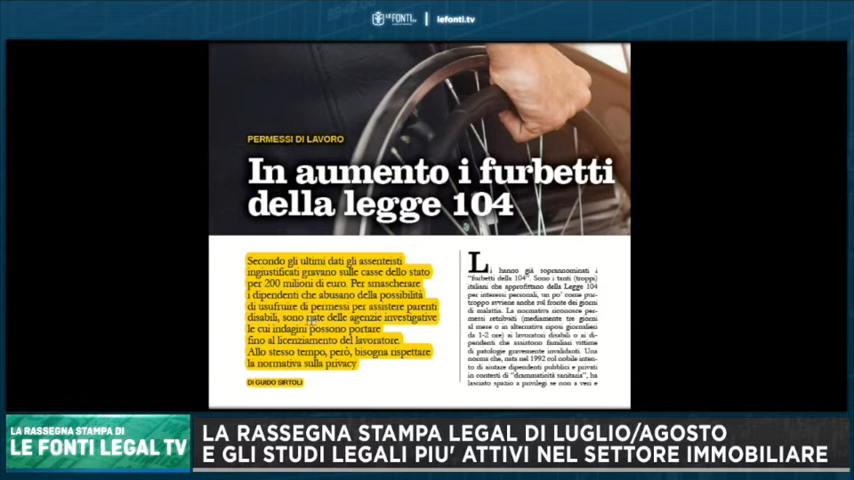 LE FONTI TV
lefonti.tv
PERMESSI DI LAVORO
In aumento i furbetti
della legge 104
Secondo gli ultimi dati gli assenteisti
ingiustificati gravano sulle casse dello stato
per 200 milioni di euro. Per smascherare
i dipendenti che abusano della possibilità
di usufruire di permessi per assistere parenti
disabili, sono nate delle agenzie investigative
le cui indagini possono portare
fino al licenziamento del lavoratore.
Allo stesso tempo, però, bisogna rispettare
la normativa sulla privacy
DI GUIDO SIRTOLI
Li hanno già soprannominati i
"furbetti della 104". Sono i tanti (troppi)
italiani che approfittano della Legge 104
per interessi personali, un po' come pur-
troppo avviene anche sul fronte dei giorni
di malattia. La normativa riconosce per-
messi retribuiti (mediamente tre giorni
al mese o in alternativa riposi giornalieri
da 1-2 ore) ai lavoratori disabili o ai di-
pendenti che assistono familiari vittime
di patologie gravemente invalidanti. Una
norma che, nata nel 1992 col nobile inten-
to di aiutare dipendenti pubblici e privati
in contesti di "drammaticità sanitaria", ha
lasciato spazio a privilegi se non a veri e
LA RASSEGNA STAMPA DI
LE FONTI LEGAL TV
LA RASSEGNA STAMPA LEGAL DI LUGLIO/AGOSTO
E GLI STUDI LEGALI PIU' ATTIVI NEL SETTORE IMMOBILIARE